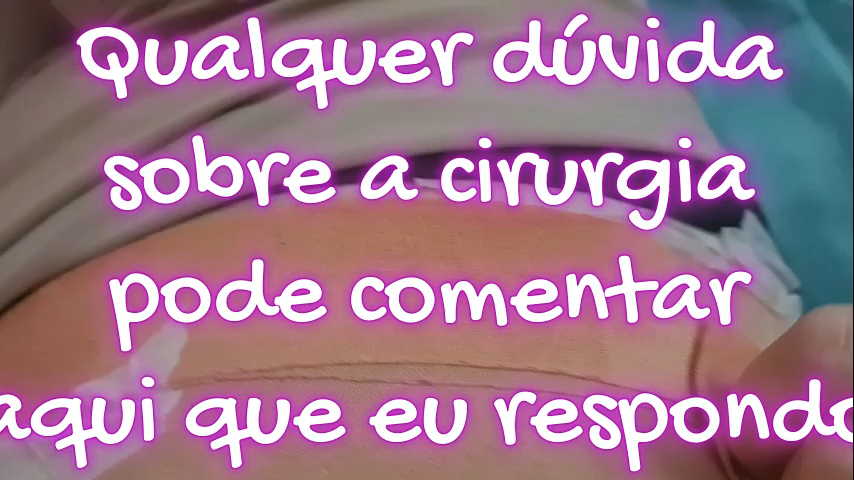 Qualquer dúvida
sobre a cirurgia
pode comentar
aqui que eu respondo